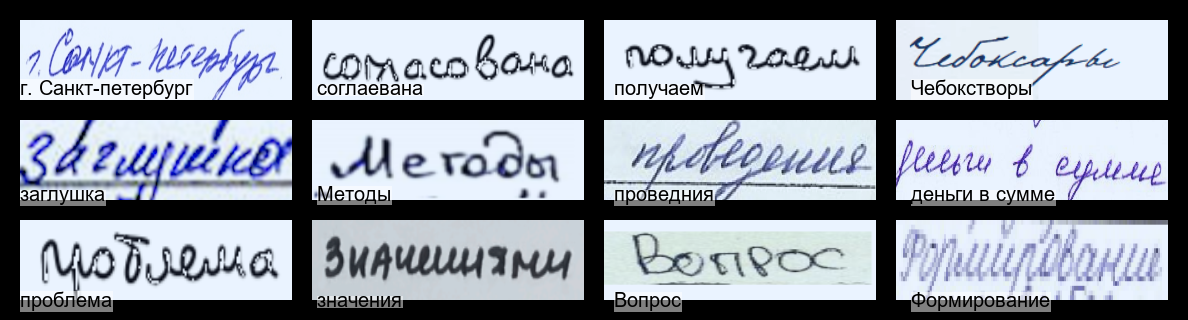 г. Санкт-петербург согласована получаем Чебоксары
г. Санкт-петербург соглаевана получаем Чебокстворы
Заглушка Методы проведения деньги в сумме
заглушка Методы проведния деньги в сумме
проблема значениями Вопрос Формирование
проблема значения Вопрос Формирование